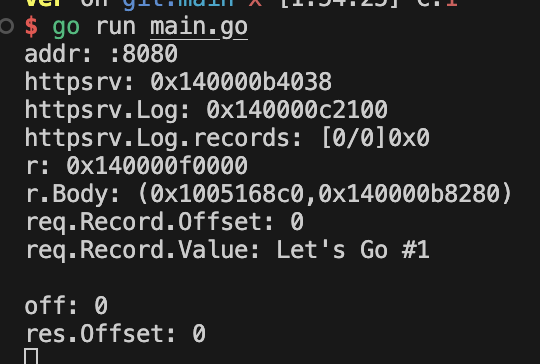 ver on git:main x [1:54:25] C:1
$ go run main.go
addr: :8080
httpsrv: 0x140000b4038
httpsrv.Log: 0x140000c2100
httpsrv.Log.records: [0/0]0x0
r: 0x140000f0000
r.Body: (0x1005168c0,0x140000b8280)
req.Record.Offset: 0
req.Record.Value: Let's Go #1
off: 0
res.Offset: 0